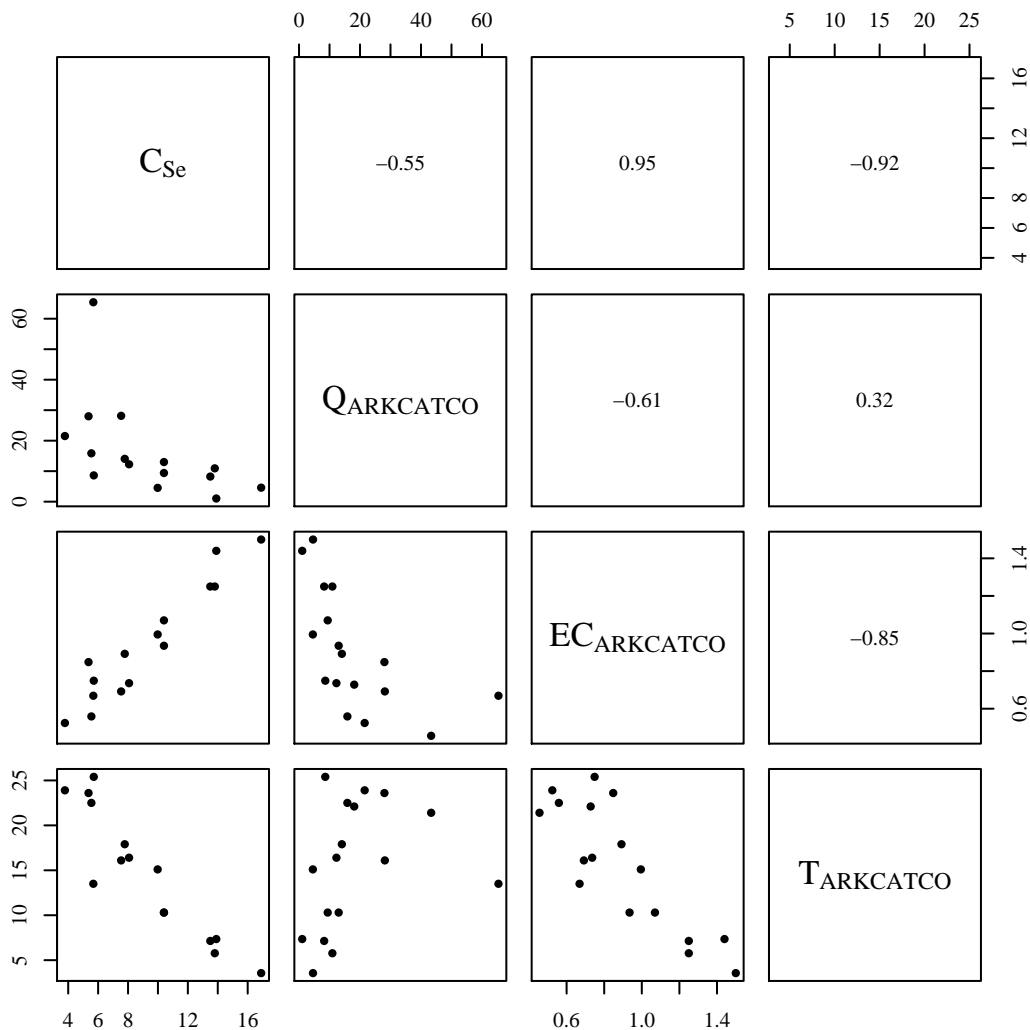 0 20 40 60 5 10 15 20 25
C_Se −0.55 0.95 −0.92 4 6 8 12 16
0 20 40 60 Q_ARKCATCO −0.61 0.32
EC_ARKCATCO −0.85 0.6 1.0 1.4
5 10 15 20 25 T_ARKCATCO
4 6 8 12 16 0.6 1.0 1.4